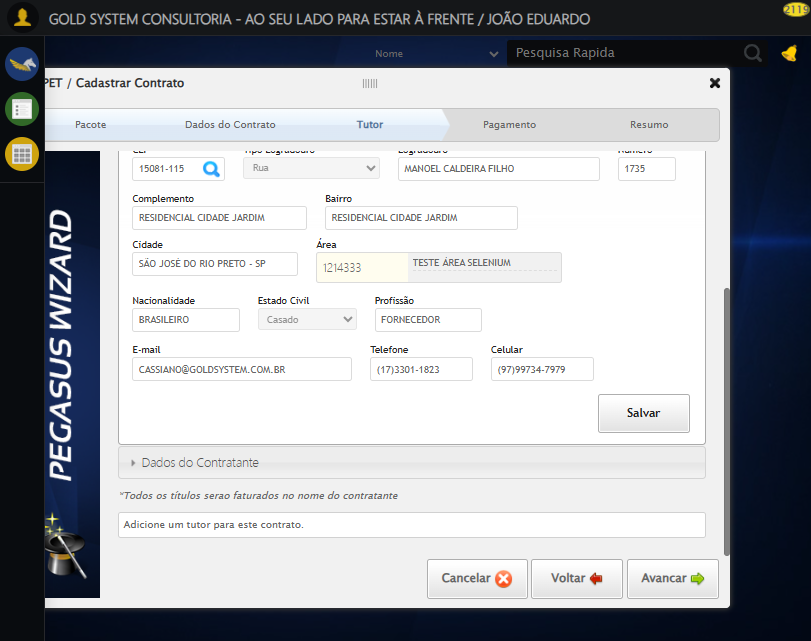 GOLD SYSTEM CONSULTORIA - AO SEU LADO PARA ESTAR À FRENTE / JOÃO EDUARDO
2119
Nome
Pesquisa Rapida
PET / Cadastrar Contrato
Pacote
Dados do Contrato
Tutor
Pagamento
Resumo
PEGASUS WIZARD
CEP Tipo Logradouro Logradouro Número
15081-115 Rua MANOEL CALDEIRA FILHO 1735
Complemento Bairro
RESIDENCIAL CIDADE JARDIM RESIDENCIAL CIDADE JARDIM
Cidade Área
SÃO JOSÉ DO RIO PRETO - SP 1214333 TESTE ÁREA SELENIUM
Nacionalidade Estado Civil Profissão
BRASILEIRO Casado FORNECEDOR
E-mail Telefone Celular
CASSIANO@GOLDSYSTEM.COM.BR (17)3301-1823 (97)99734-7979
Salvar
Dados do Contratante
*Todos os títulos serao faturados no nome do contratante
Adicione um tutor para este contrato.
Cancelar Voltar Avancar